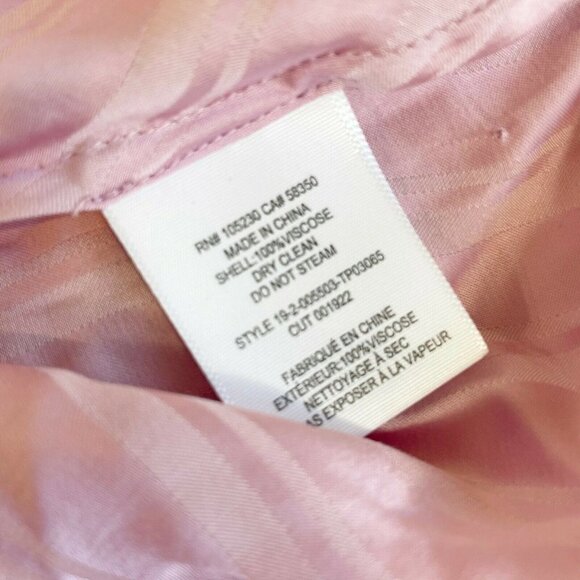 RN# 105230 CA# 58350
MADE IN CHINA
SHELL:100%VISCOSE
DRY CLEAN
DO NOT STEAM
STYLE 19-2-005503-TP03065
CUT 001922
FABRIQUÉ EN CHINE
EXTÉRIEUR:100%VISCOSE
NETTOYAGE À SEC
AS EXPOSER À LA VAPEUR